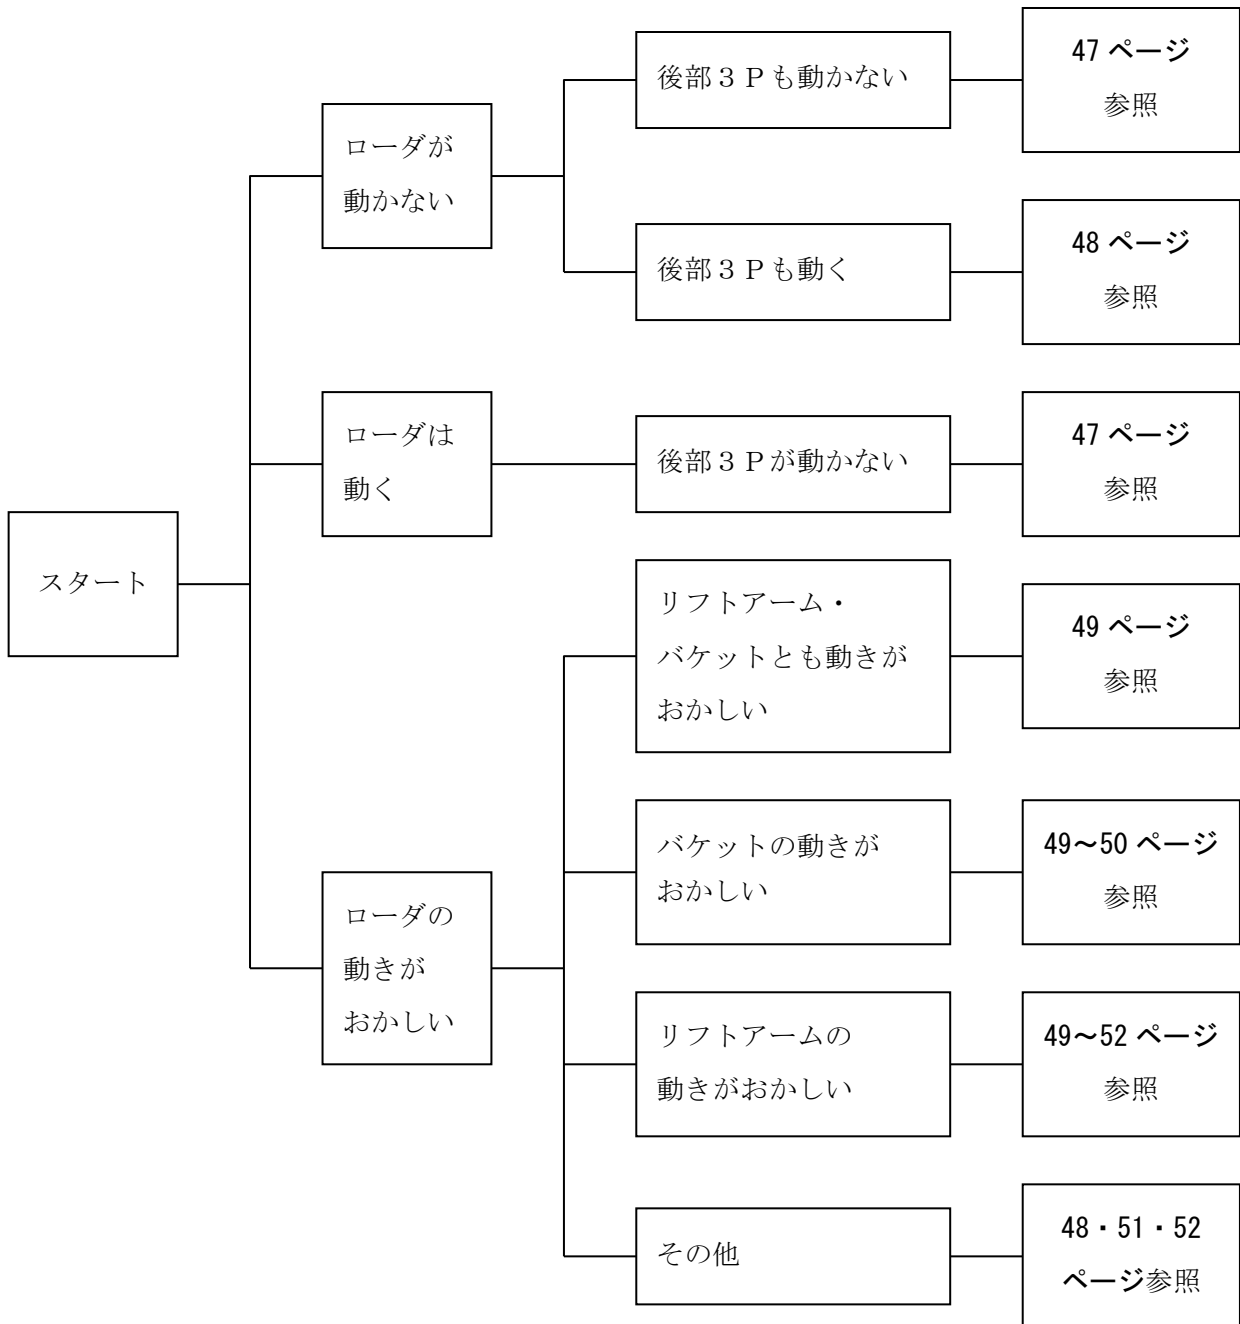 スタート
ローダが
動かない
後部３Ｐも動かない
47 ページ
参照
後部３Ｐも動く
48 ページ
参照
ローダは
動く
後部３Ｐが動かない
47 ページ
参照
ローダの
動きが
おかしい
リフトアーム・
バケットとも動きが
おかしい
49 ページ
参照
バケットの動きが
おかしい
49～50 ページ
参照
リフトアームの
動きがおかしい
49～52 ページ
参照
その他
48・51・52
ページ参照